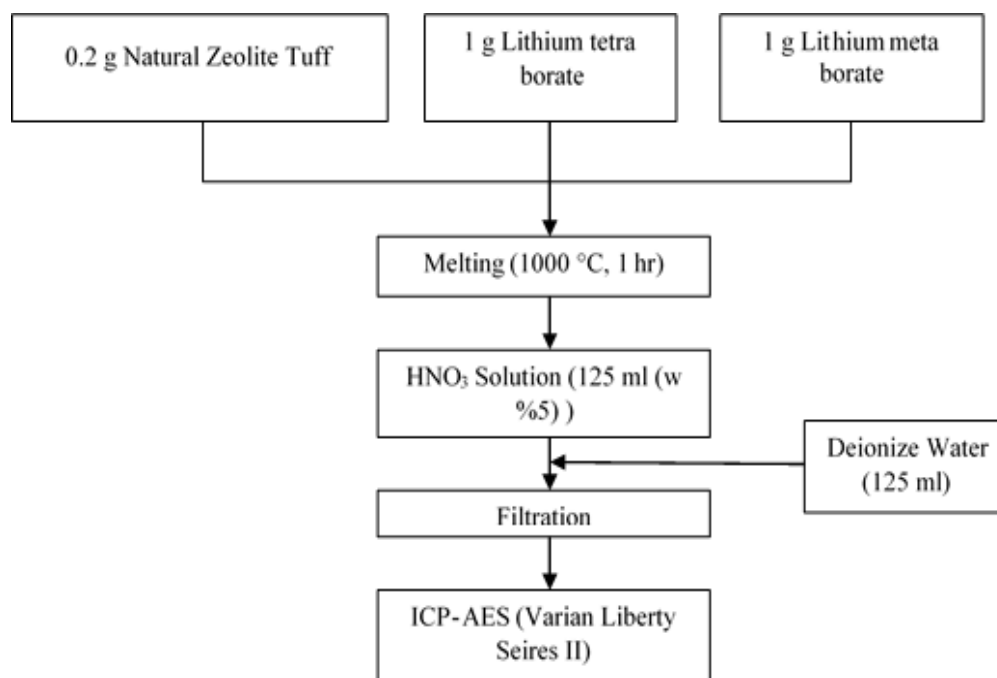 0.2 g Natural Zeolite Tuff
1 g Lithium tetra
borate
1 g Lithium meta
borate
Melting (1000 °C, 1 hr)
HNO₃ Solution (125 ml (w
%5) )
Deionize Water
(125 ml)
Filtration
ICP-AES (Varian Liberty
Seires II)